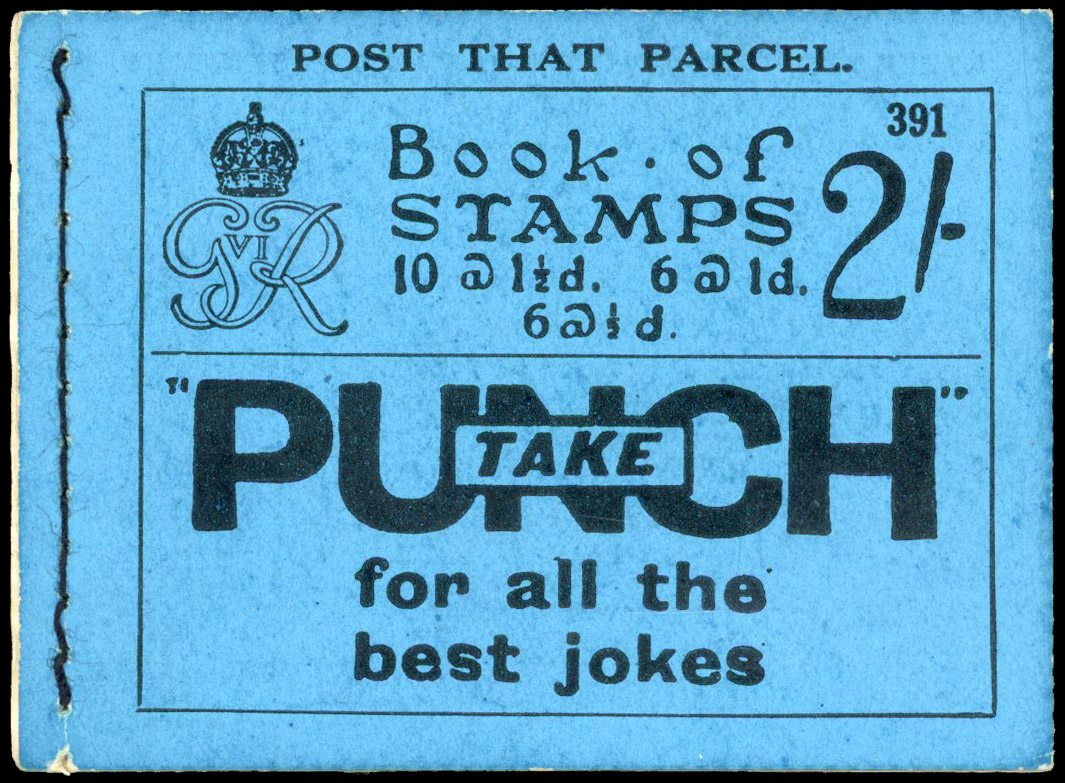 POST THAT PARCEL.
391
Book · of
STAMPS
2/-
10 @ 1½d. 6 @ 1d.
6 @ ½d.
GVIR
"PUNCH"
TAKE
for all the
best jokes